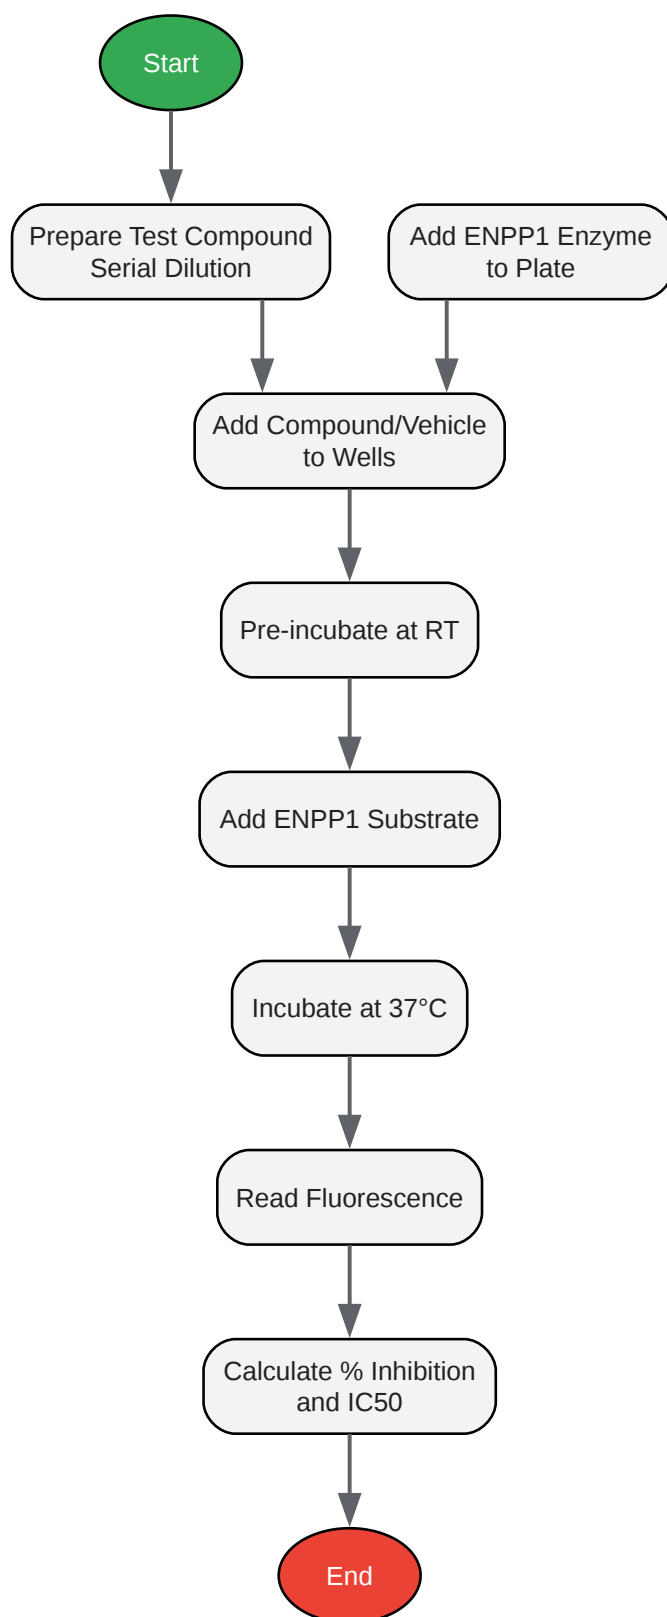 Start
Prepare Test Compound
Serial Dilution
Add ENPP1 Enzyme
to Plate
Add Compound/Vehicle
to Wells
Pre-incubate at RT
Add ENPP1 Substrate
Incubate at 37°C
Read Fluorescence
Calculate % Inhibition
and IC50
End